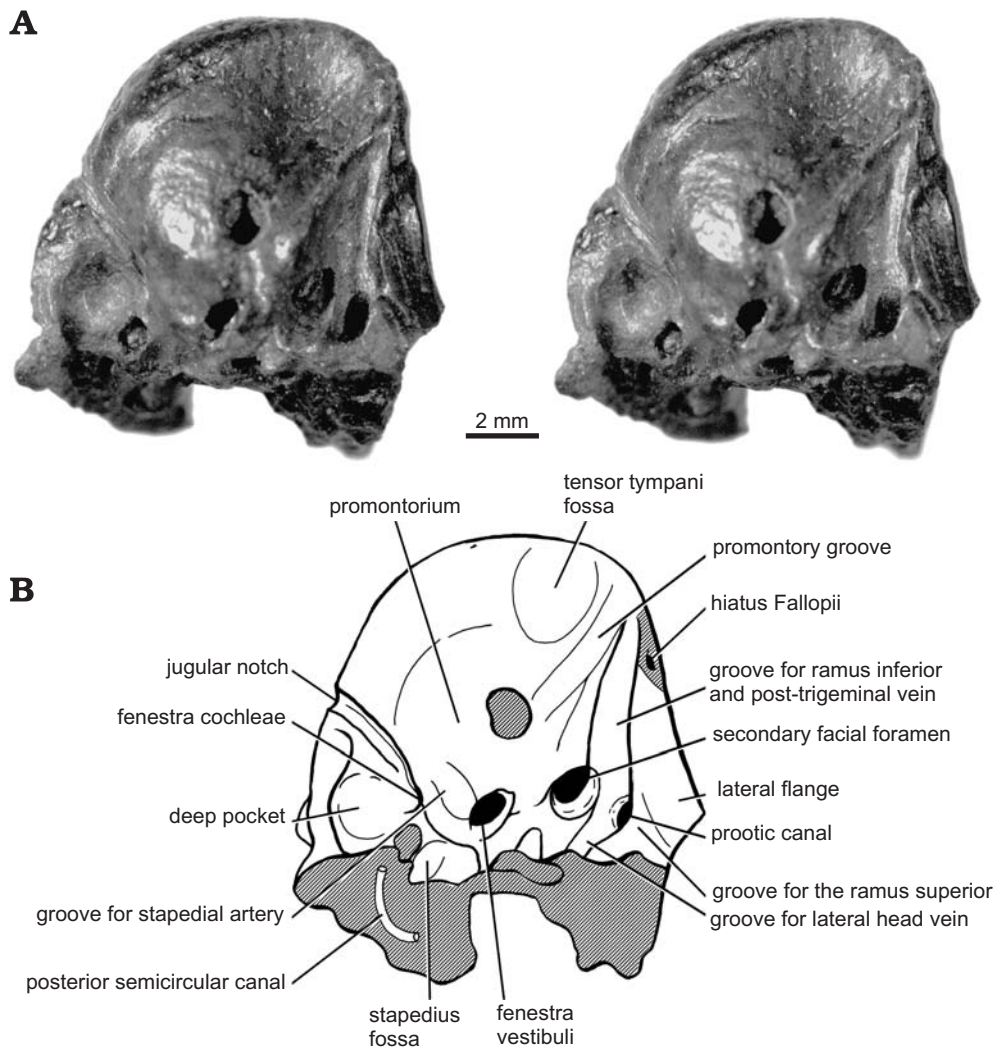 A
2 mm
B
tensor tympani
fossa
promontorium
promontory groove
hiatus Fallopii
jugular notch
groove for ramus inferior
and post-trigeminal vein
fenestra cochleae
secondary facial foramen
lateral flange
deep pocket
prootic canal
groove for the ramus superior
groove for stapedial artery
groove for lateral head vein
posterior semicircular canal
stapedius
fossa
fenestra
vestibuli